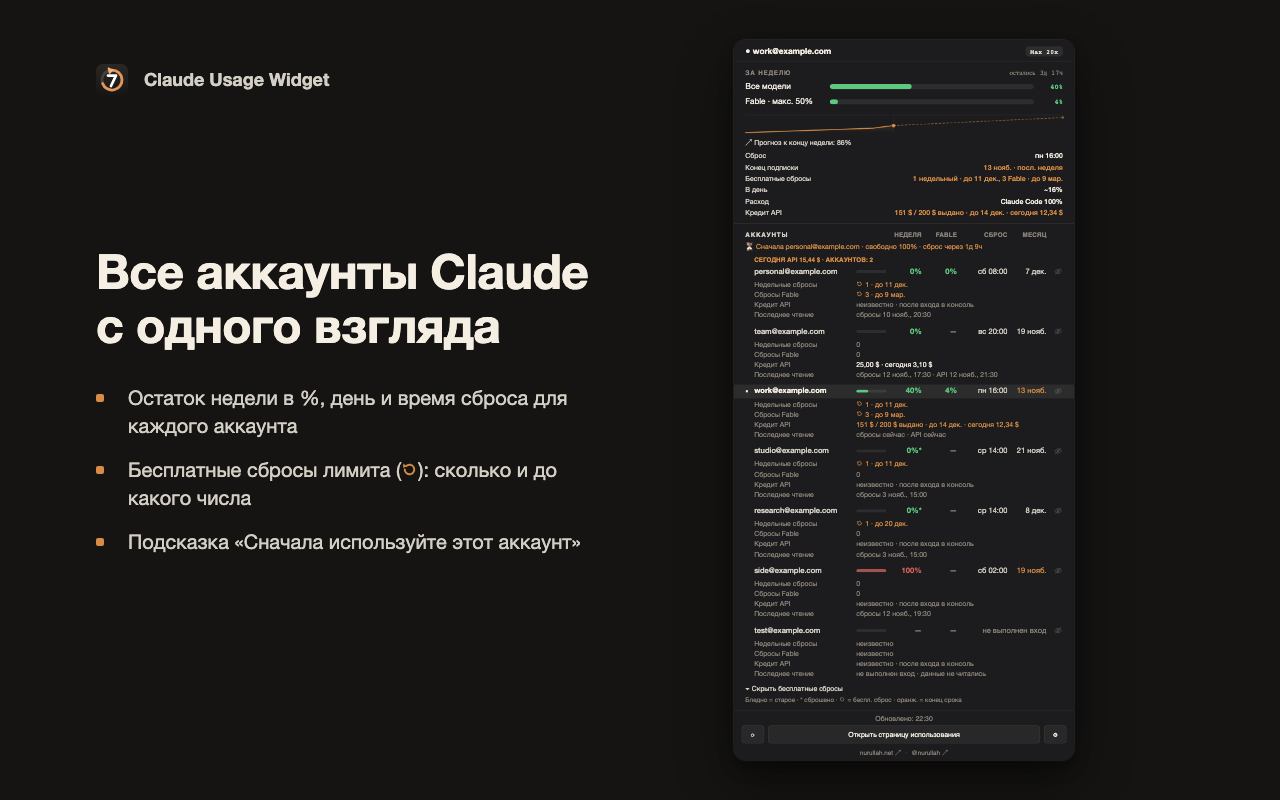 7 Claude Usage Widget
Все аккаунты Claude
с одного взгляда
Остаток недели в %, день и время сброса для
каждого аккаунта
Бесплатные сбросы лимита (): сколько и до
какого числа
Подсказка «Сначала используйте этот аккаунт»
work@example.com Max 20x
ЗА НЕДЕЛЮ осталось 3д 17ч
Все модели 40%
Fable · макс. 50% 4%
Прогноз к концу недели: 86%
Сброс пн 16:00
Конец подписки 13 нояб. · посл. неделя
Бесплатные сбросы 1 недельный · до 11 дек., 3 Fable · до 9 мар.
В день ~16%
Расход Claude Code 100%
Кредит API 151 $ / 200 $ выдано · до 14 дек. · сегодня 12,34 $
АККАУНТЫ НЕДЕЛЯ FABLE СБРОС МЕСЯЦ
⏳ Сначала personal@example.com · свободно 100% · сброс через 1д 9ч
СЕГОДНЯ API 15,44 $ · АККАУНТОВ: 2
personal@example.com 0% 0% сб 08:00 7 дек.
Недельные сбросы 1 · до 11 дек.
Сбросы Fable 3 · до 9 мар.
Кредит API неизвестно · после входа в консоль
Последнее чтение сбросы 10 нояб., 20:30
team@example.com 0% — вс 20:00 19 нояб.
Недельные сбросы 0
Сбросы Fable 0
Кредит API 25,00 $ · сегодня 3,10 $
Последнее чтение сбросы 12 нояб., 17:30 · API 12 нояб., 21:30
work@example.com 40% 4% пн 16:00 13 нояб.
Недельные сбросы 1 · до 11 дек.
Сбросы Fable 3 · до 9 мар.
Кредит API 151 $ / 200 $ выдано · до 14 дек. · сегодня 12,34 $
Последнее чтение сбросы сейчас · API сейчас
studio@example.com 0%* — ср 14:00 21 нояб.
Недельные сбросы 1 · до 11 дек.
Сбросы Fable 0
Кредит API неизвестно · после входа в консоль
Последнее чтение сбросы 3 нояб., 15:00
research@example.com 0%* — ср 14:00 8 дек.
Недельные сбросы 1 · до 20 дек.
Сбросы Fable 0
Кредит API неизвестно · после входа в консоль
Последнее чтение сбросы 3 нояб., 15:00
side@example.com 100% — сб 02:00 19 нояб.
Недельные сбросы 0
Сбросы Fable 0
Кредит API неизвестно · после входа в консоль
Последнее чтение сбросы 12 нояб., 19:30
test@example.com — — не выполнен вход
Недельные сбросы неизвестно
Сбросы Fable неизвестно
Кредит API неизвестно · после входа в консоль
Последнее чтение не выполнен вход · данные не читались
Скрыть бесплатные сбросы
Бледно = старое · * сброшено · = беспл. сброс · оранж. = конец срока
Обновлено: 22:30
Открыть страницу использования
nurullah.net · @nurullah